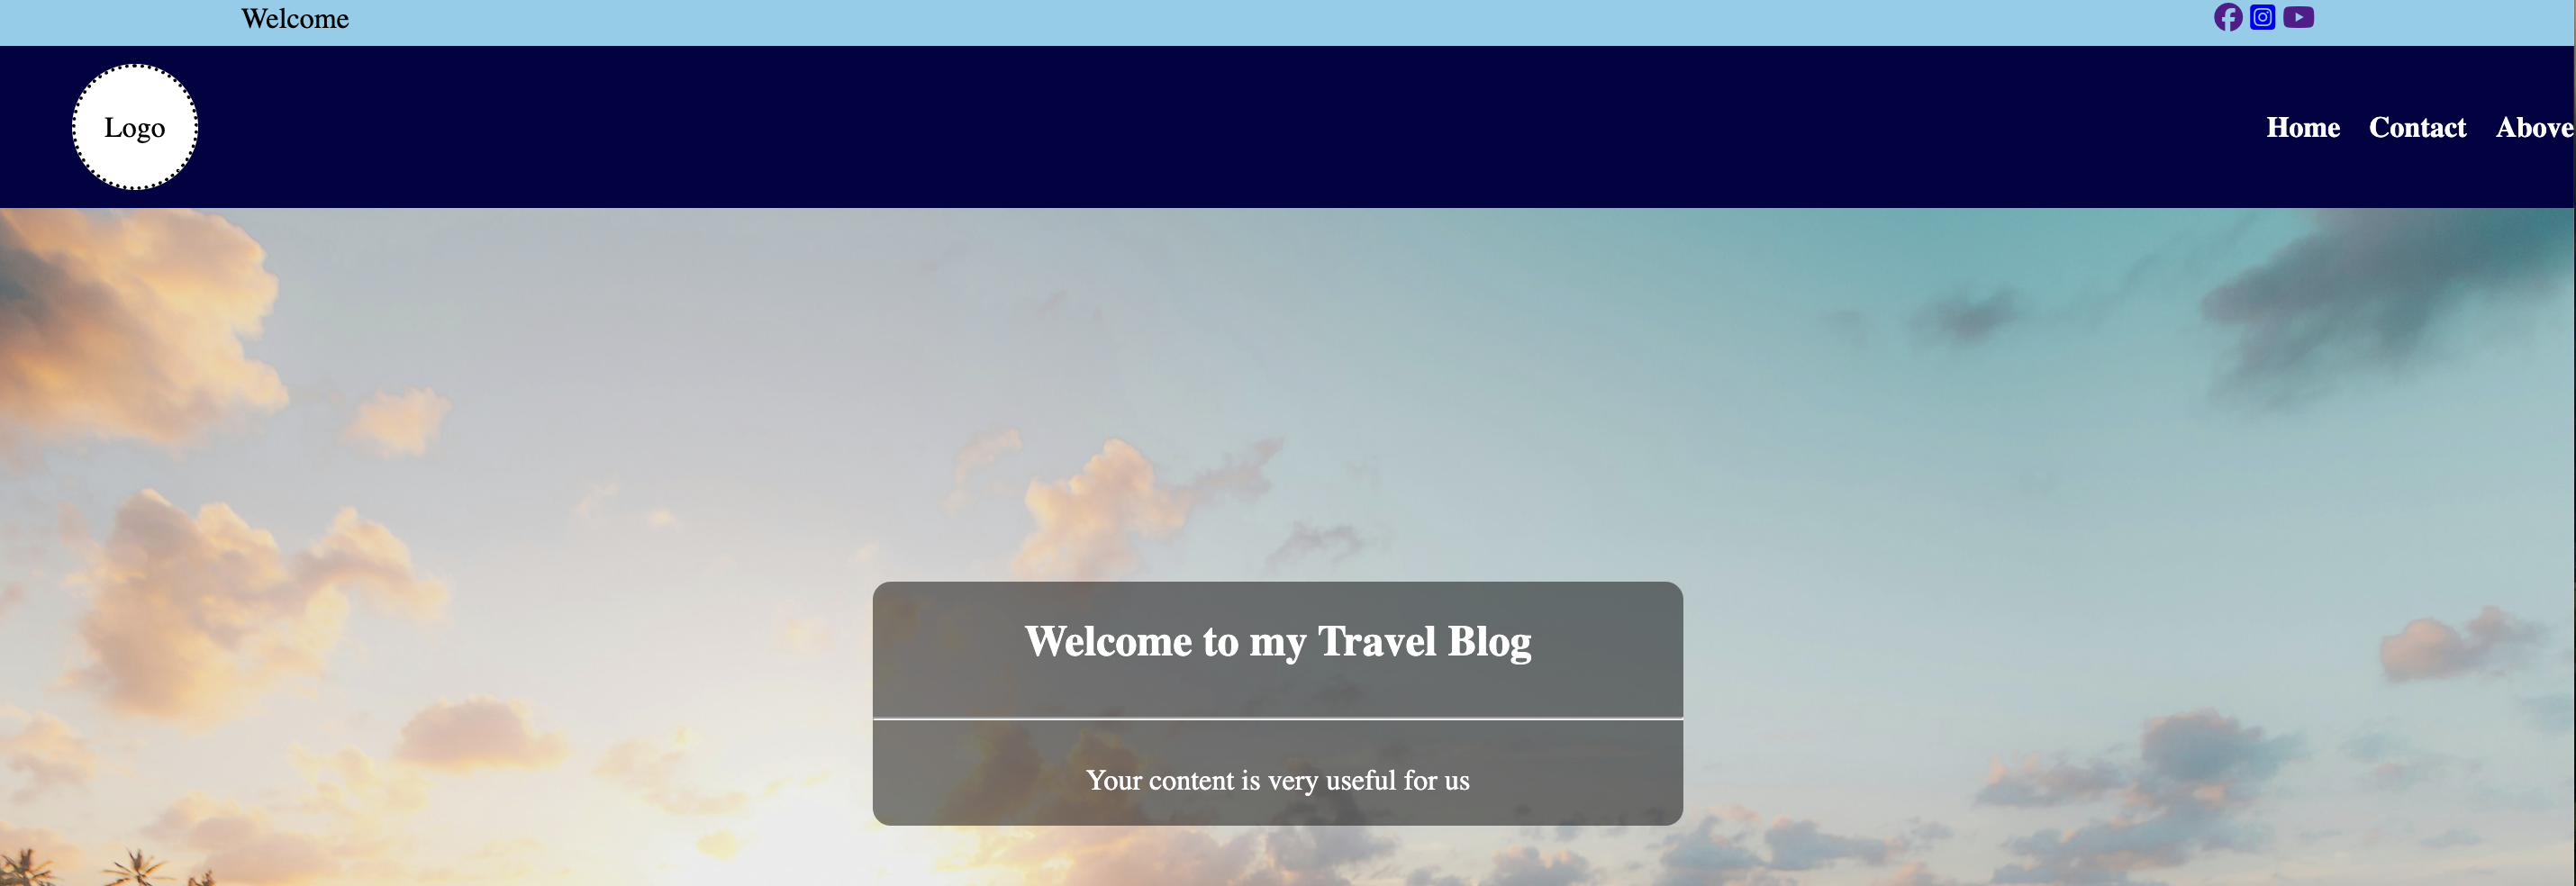 Welcome
Logo
Home Contact Above
Welcome to my Travel Blog
Your content is very useful for us